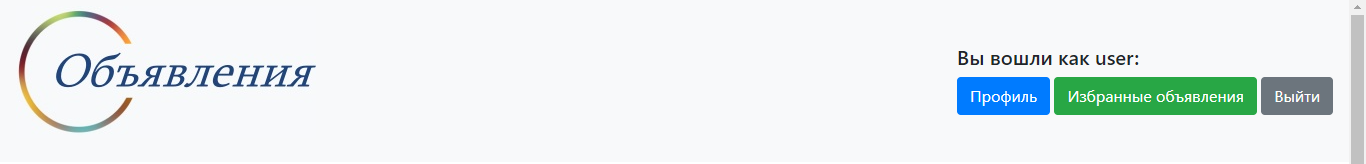 Объявления
Вы вошли как user:
Профиль Избранные объявления Выйти